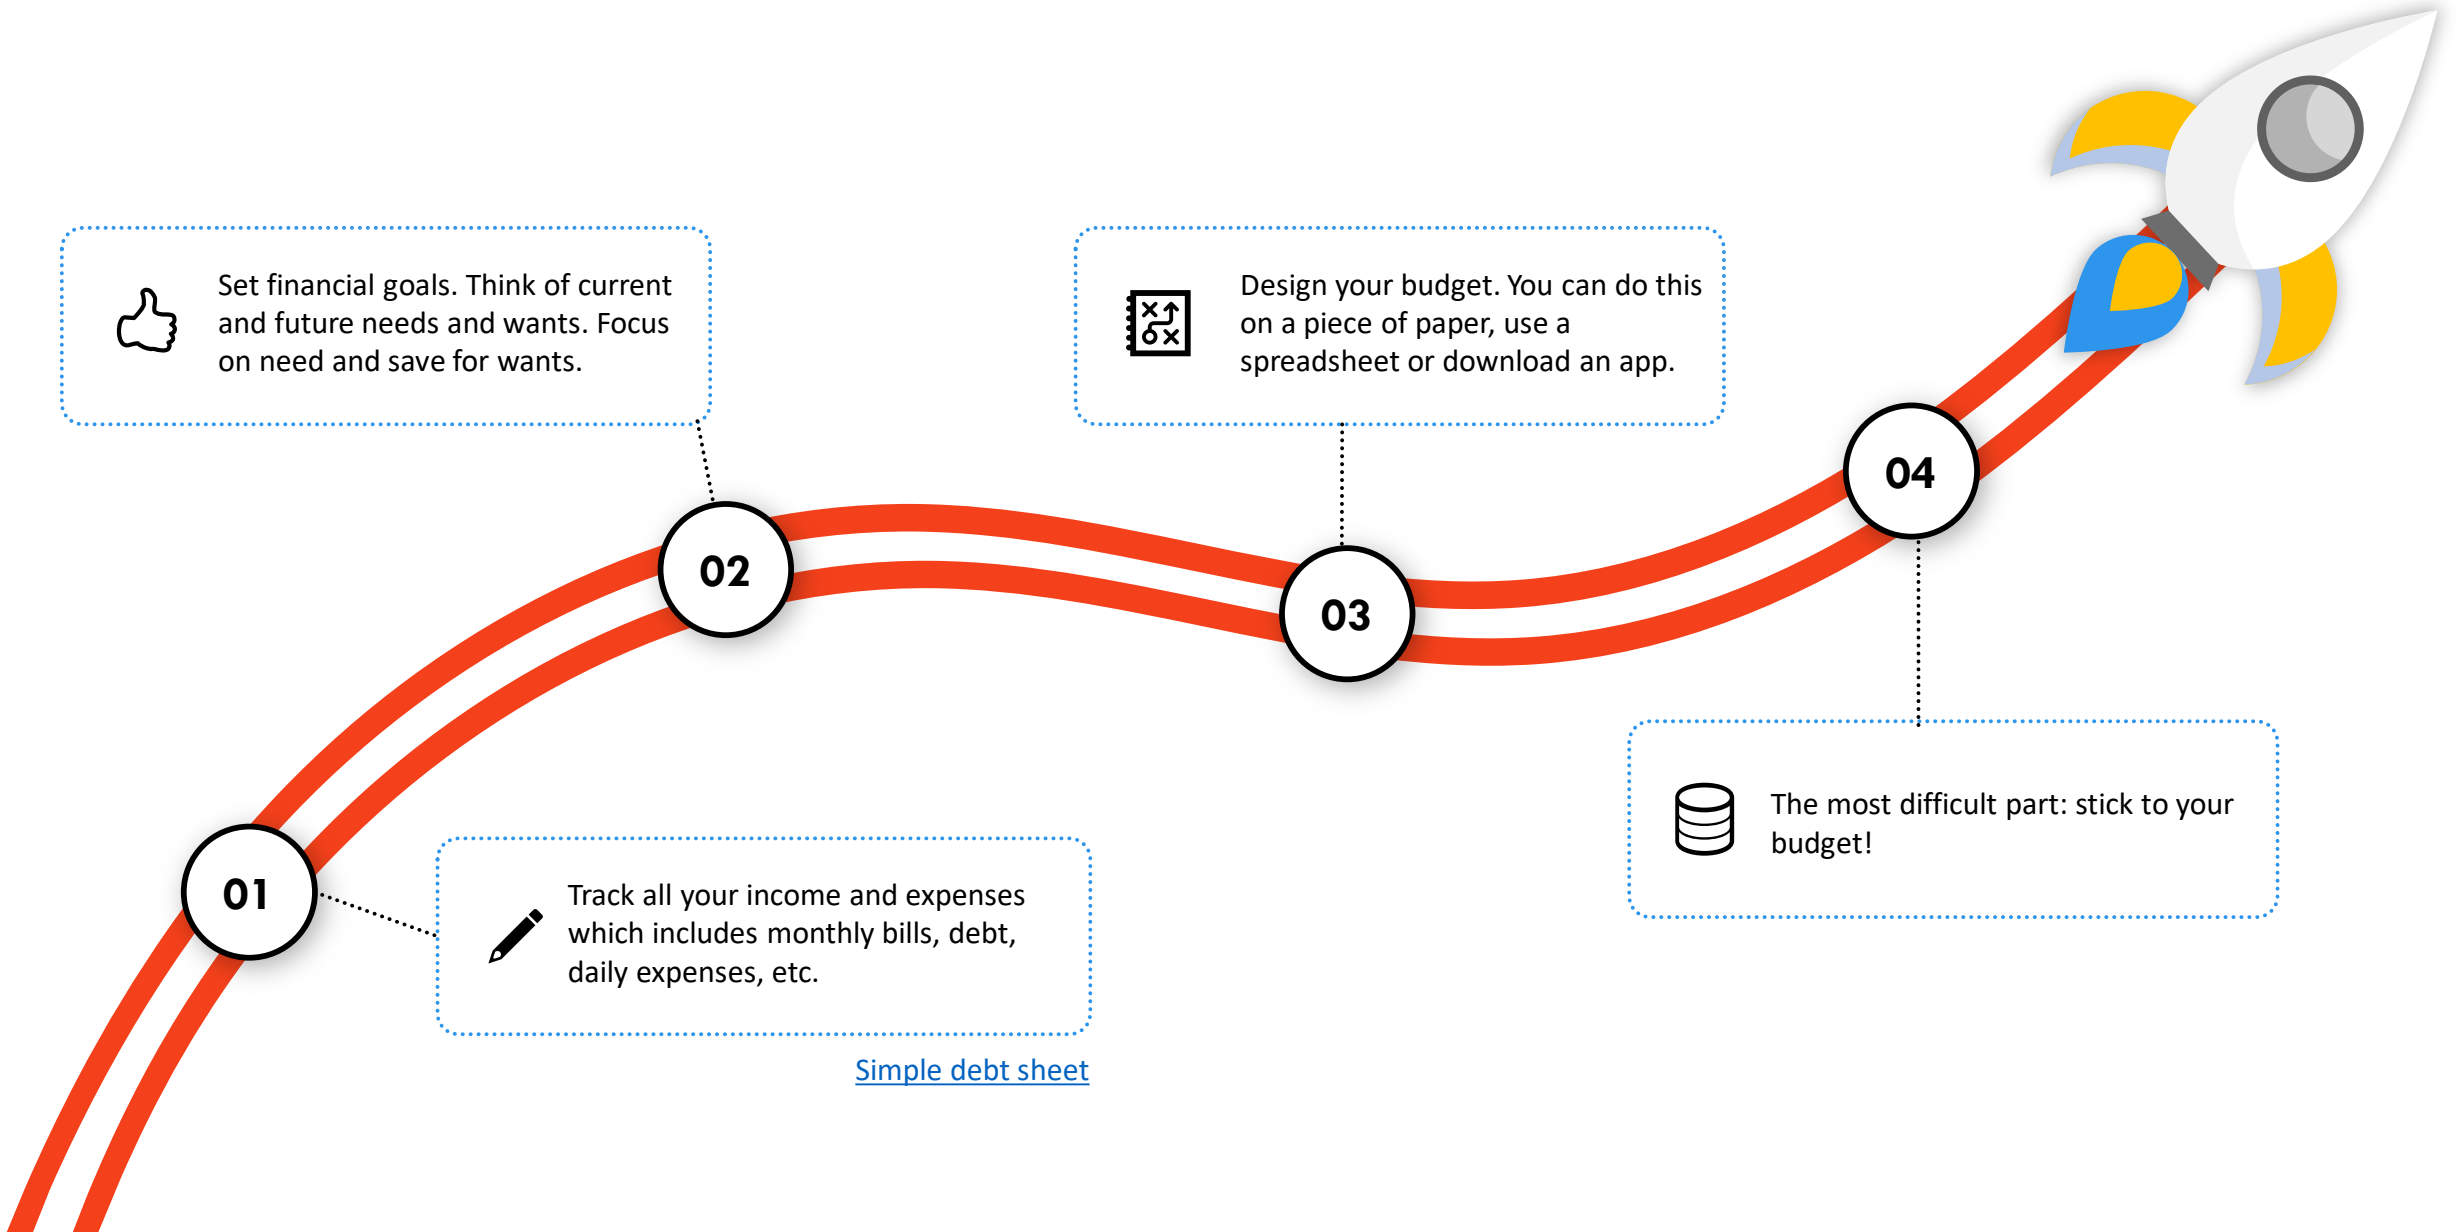 Set financial goals. Think of current
and future needs and wants. Focus
on need and save for wants.
Design your budget. You can do this
on a piece of paper, use a
spreadsheet or download an app.
04
02
03
01
Track all your income and expenses
which includes monthly bills, debt,
daily expenses, etc.
The most difficult part: stick to your
budget!
Simple debt sheet